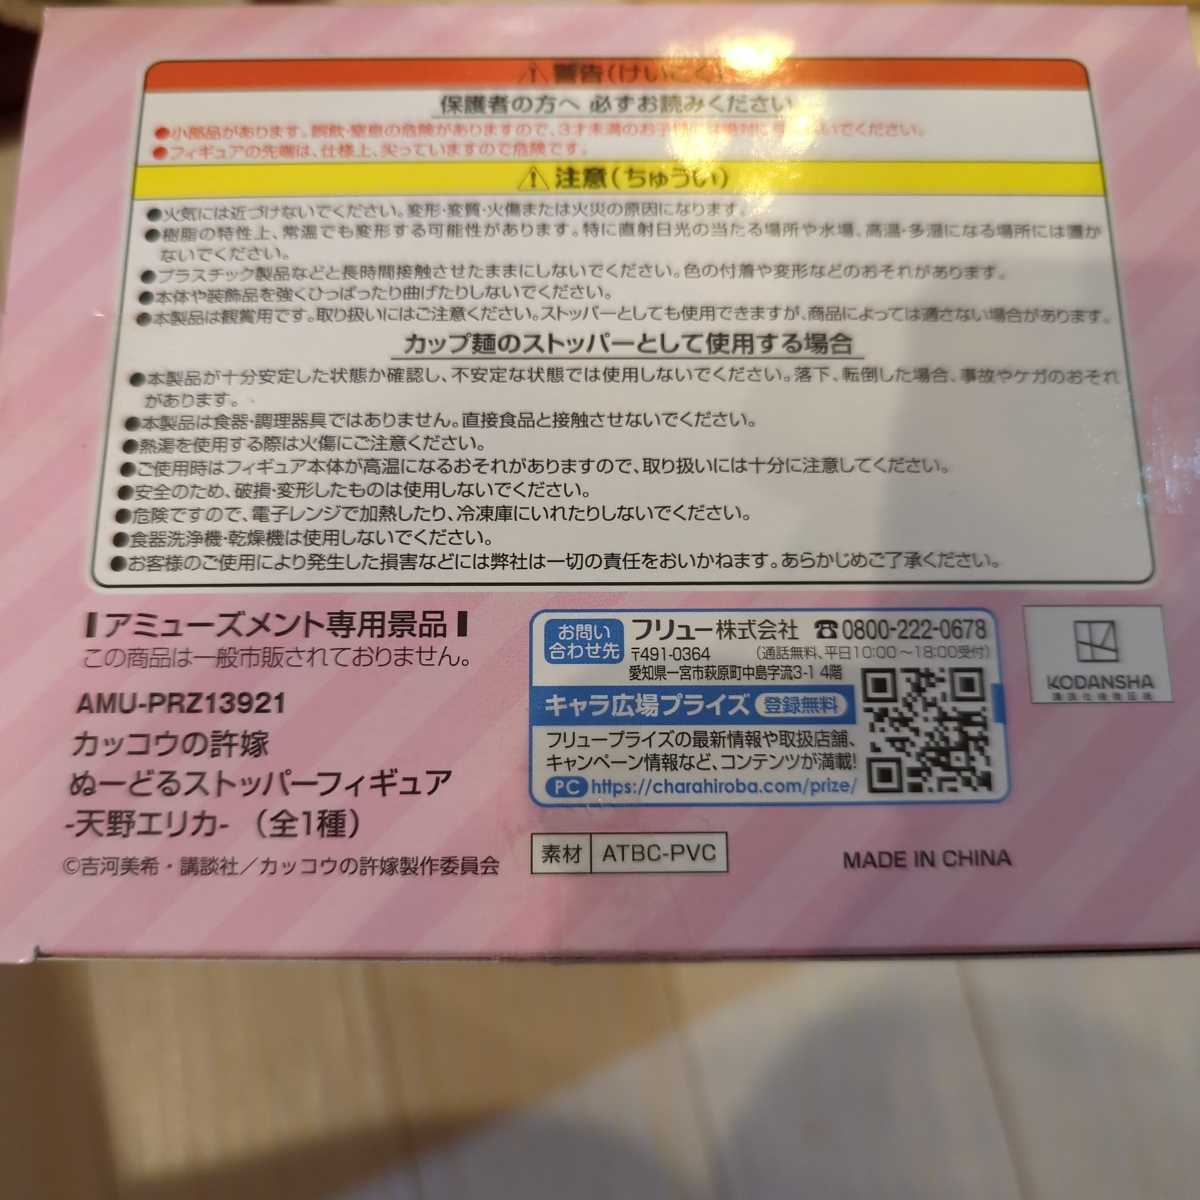 ⚠警告(けいこく)
保護者の方へ 必ずお読みください
●小部品があります。誤飲・窒息の危険がありますので、3才未満のお子様には絶対に与えないでください。
●フィギュアの先端は、仕様上、尖っていますので危険です。
⚠注意(ちゅうい)
●火気には近づけないでください。変形・変質・火傷または火災の原因になります。
●樹脂の特性上、常温でも変形する可能性があります。特に直射日光の当たる場所や水場、高温・多湿になる場所には置か
ないでください。
●プラスチック製品などと長時間接触させたままにしないでください。色の付着や変形などのおそれがあります。
●本体や装飾品を強くひっぱったり曲げたりしないでください。
●本製品は観賞用です。取り扱いにはご注意ください。ストッパーとしても使用できますが、商品によっては適さない場合があります。
カップ麺のストッパーとして使用する場合
●本製品が十分安定した状態か確認し、不安定な状態では使用しないでください。落下、転倒した場合、事故やケガのおそれ
があります。
●本製品は食器・調理器具ではありません。直接食品と接触させないでください。
●熱湯を使用する際は火傷にご注意ください。
●ご使用時はフィギュア本体が高温になるおそれがありますので、取り扱いには十分に注意してください。
●安全のため、破損・変形したものは使用しないでください。
●危険ですので、電子レンジで加熱したり、冷凍庫にいれたりしないでください。
●食器洗浄機・乾燥機は使用しないでください。
●お客様のご使用により発生した損害などには弊社は一切の責任をおいかねます。あらかじめご了承ください。
アミューズメント専用景品
この商品は一般市販されておりません。
AMU-PRZ13921
カッコウの許嫁
ぬーどるストッパーフィギュア
-天野エリカ- (全1種)
©吉河美希・講談社/カッコウの許嫁製作委員会
お問い
合わせ先
フリュー株式会社 ☎0800-222-0678
〒491-0364 (通話無料、平日10:00〜18:00受付)
愛知県一宮市萩原町中島字流3-1 4階
キャラ広場プライズ 登録無料
フリュープライズの最新情報や取扱店舗、
キャンペーン情報など、コンテンツが満載!
PC https://charahiroba.com/prize/
素材 ATBC-PVC
KODANSHA
MADE IN CHINA